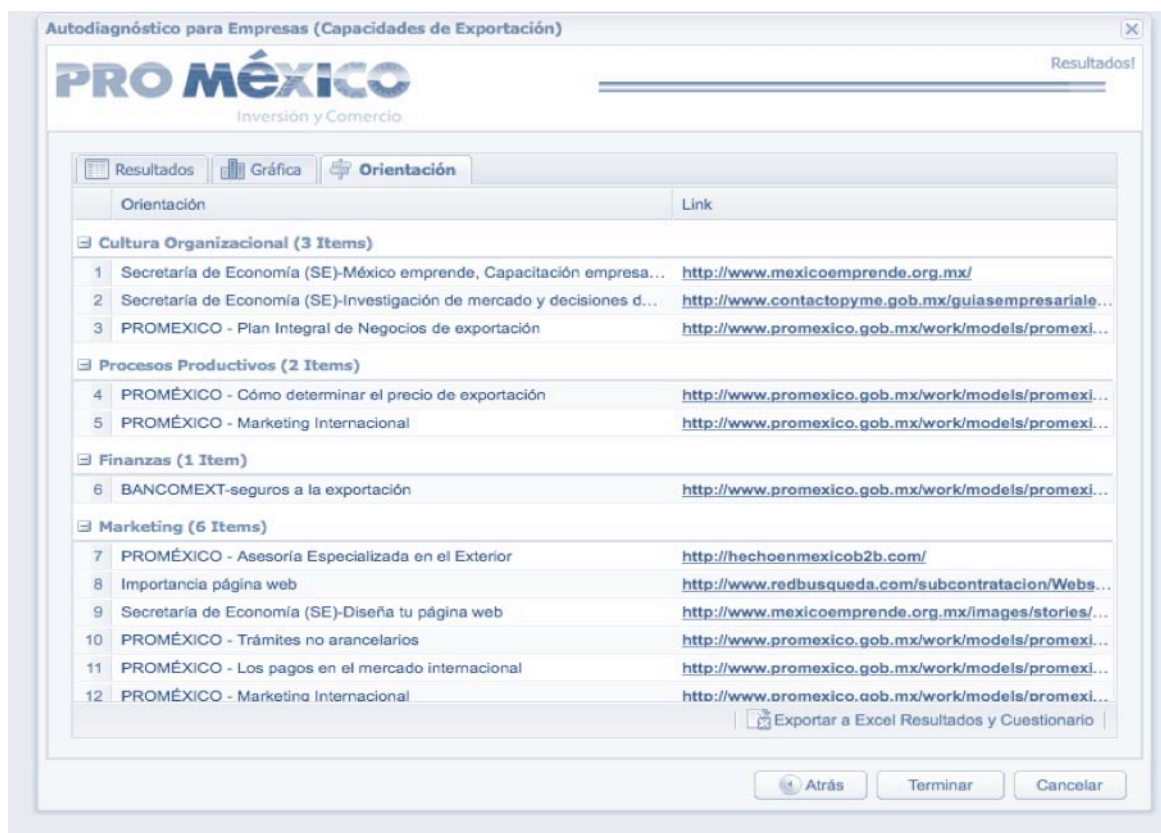 Autodiagnóstico para Empresas (Capacidades de Exportación)
PRO MéXICO
Inversión y Comercio
Resultados!
Resultados Gráfica Orientación
Orientación Link
Cultura Organizacional (3 Items)
1 Secretaría de Economía (SE)-México emprende, Capacitación empresa... http://www.mexicoemprende.org.mx/
2 Secretaría de Economía (SE)-Investigación de mercado y decisiones d... http://www.contactopyme.gob.mx/guiasempresariale...
3 PROMEXICO - Plan Integral de Negocios de exportación http://www.promexico.gob.mx/work/models/promexi...
Procesos Productivos (2 Items)
4 PROMÉXICO - Cómo determinar el precio de exportación http://www.promexico.gob.mx/work/models/promexi...
5 PROMÉXICO - Marketing Internacional http://www.promexico.gob.mx/work/models/promexi...
Finanzas (1 Item)
6 BANCOMEXT-seguros a la exportación http://www.promexico.gob.mx/work/models/promexi...
Marketing (6 Items)
7 PROMÉXICO - Asesoría Especializada en el Exterior http://hechoenmexicob2b.com/
8 Importancia página web http://www.redbusqueda.com/subcontratacion/Webs...
9 Secretaría de Economía (SE)-Diseña tu página web http://www.mexicoemprende.org.mx/images/stories/...
10 PROMÉXICO - Trámites no arancelarios http://www.promexico.gob.mx/work/models/promexi...
11 PROMÉXICO - Los pagos en el mercado internacional http://www.promexico.gob.mx/work/models/promexi...
12 PROMÉXICO - Marketing Internacional http://www.promexico.gob.mx/work/models/promexi...
Exportar a Excel Resultados y Cuestionario
Atrás Terminar Cancelar